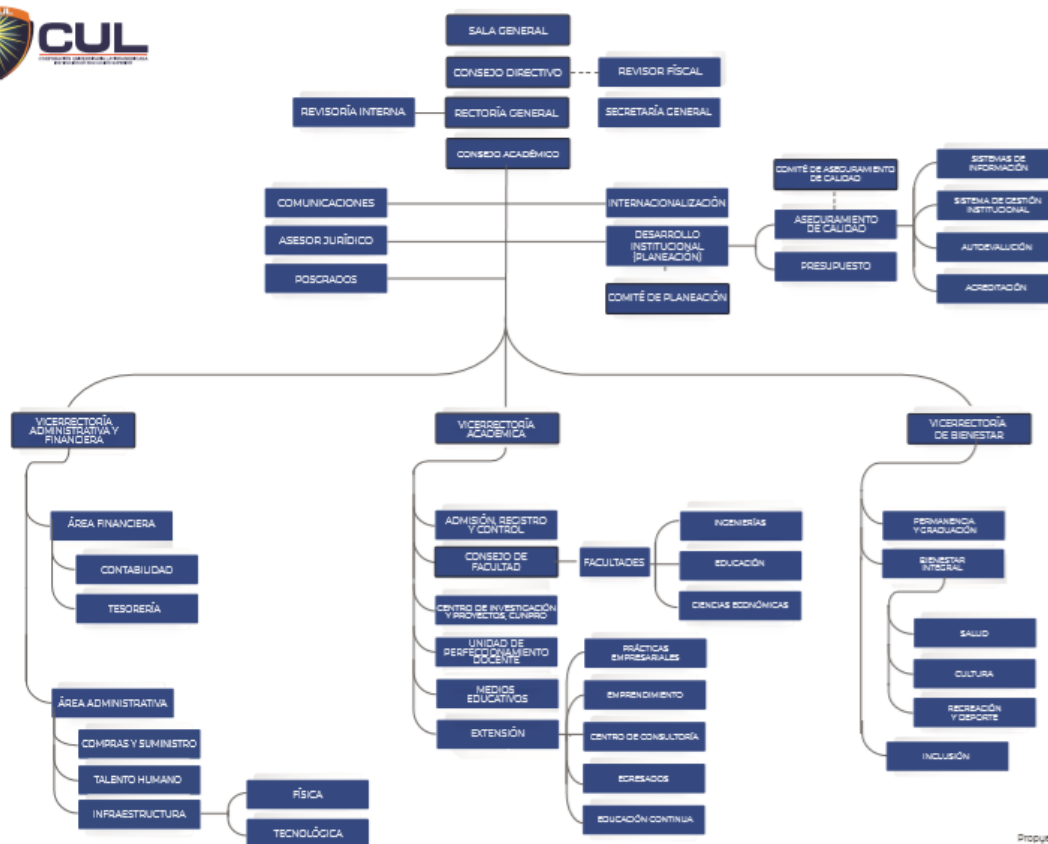 CUL
SALA GENERAL
CONSEJO DIRECTIVO
REVISOR FÍSCAL
REVISORÍA INTERNA
RECTORÍA GENERAL
SECRETARÍA GENERAL
CONSEJO ACADÉMICO
COMUNICACIONES
INTERNACIONALIZACIÓN
ASESOR JURÍDICO
DESARROLLO
INSTITUCIONAL
(PLANEACIÓN)
POSGRADOS
COMITÉ DE PLANEACIÓN
COMITÉ DE ASEGURAMIENTO
DE CALIDAD
ASEGURAMIENTO
DE CALIDAD
PRESUPUESTO
SISTEMAS DE
INFORMACIÓN
SISTEMA DE GESTIÓN
INSTITUCIONAL
AUTOEVALUCIÓN
ACREDITACIÓN
VICERRECTORÍA
ADMINISTRATIVA Y
FINANCIERA
ÁREA FINANCIERA
CONTABILIDAD
TESORERÍA
ÁREA ADMINISTRATIVA
COMPRAS Y SUMINISTRO
TALENTO HUMANO
INFRAESTRUCTURA
FÍSICA
TECNOLÓGICA
VICERRECTORÍA
ACADÉMICA
ADMISIÓN, REGISTRO
Y CONTROL
CONSEJO DE
FACULTAD
FACULTADES
INGENIERÍAS
EDUCACIÓN
CIENCIAS ECONÓMICAS
CENTRO DE INVESTIGACIÓN
Y PROYECTOS, CUNPRO
UNIDAD DE
PERFECCIONAMIENTO
DOCENTE
MEDIOS
EDUCATIVOS
EXTENSIÓN
PRÁCTICAS
EMPRESARIALES
EMPRENDIMIENTO
CENTRO DE CONSULTORÍA
EGRESADOS
EDUCACIÓN CONTINUA
VICERRECTORÍA
DE BIENESTAR
PERMANENCIA
Y GRADUACIÓN
BIENESTAR
INTEGRAL
SALUD
CULTURA
RECREACIÓN
Y DEPORTE
INCLUSIÓN